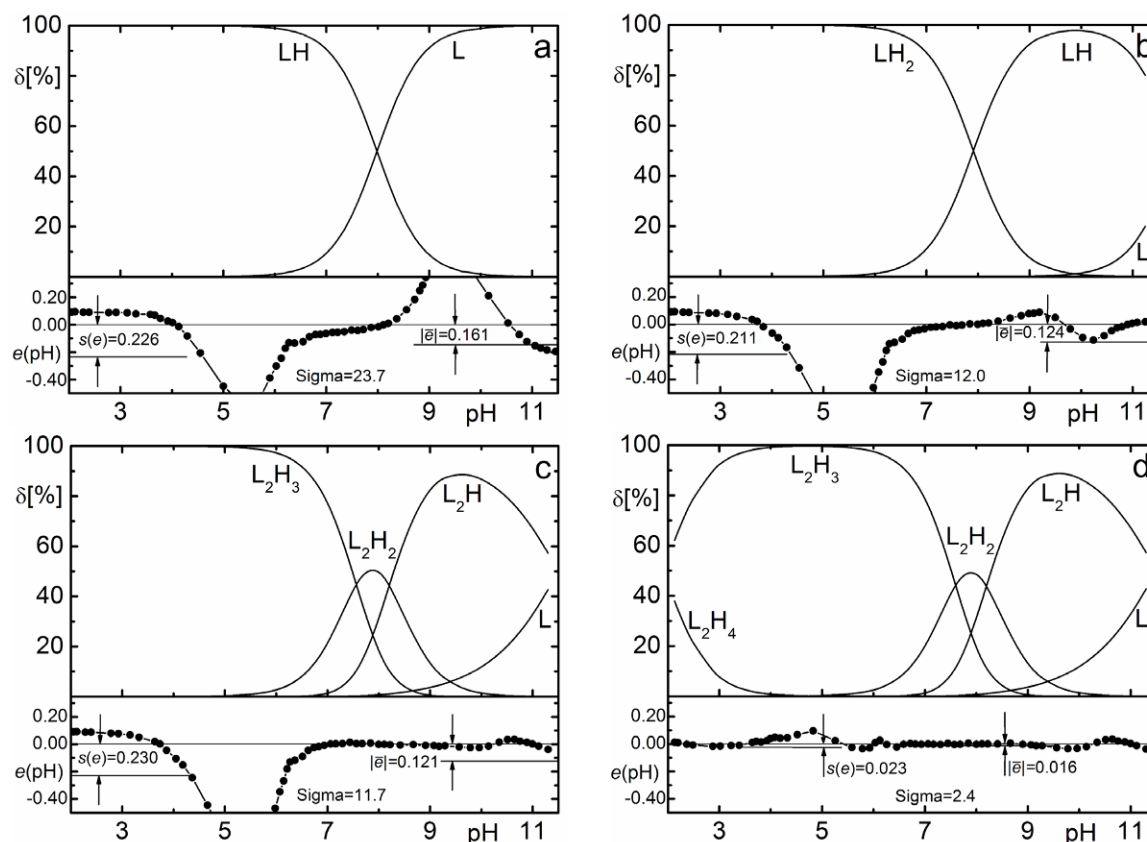 100
80
60
40
20
δ[%]
LH
L
a
0.20
0.00
-0.40
e(pH)
s(e)=0.226
|e̅|=0.161
Sigma=23.7
3
5
7
9
pH
11
100
80
60
40
20
δ[%]
LH₂
LH
L
b
0.20
0.00
-0.40
e(pH)
s(e)=0.211
|e̅|=0.124
Sigma=12.0
3
5
7
9
pH
11
100
80
60
40
20
δ[%]
L₂H₃
L₂H₂
L₂H
L
c
0.20
0.00
-0.40
e(pH)
s(e)=0.230
|e̅|=0.121
Sigma=11.7
3
5
7
9
pH
11
100
80
60
40
20
δ[%]
L₂H₄
L₂H₃
L₂H₂
L₂H
L
d
0.20
0.00
-0.40
e(pH)
s(e)=0.023
||e̅|=0.016
Sigma=2.4
3
5
7
9
pH
11